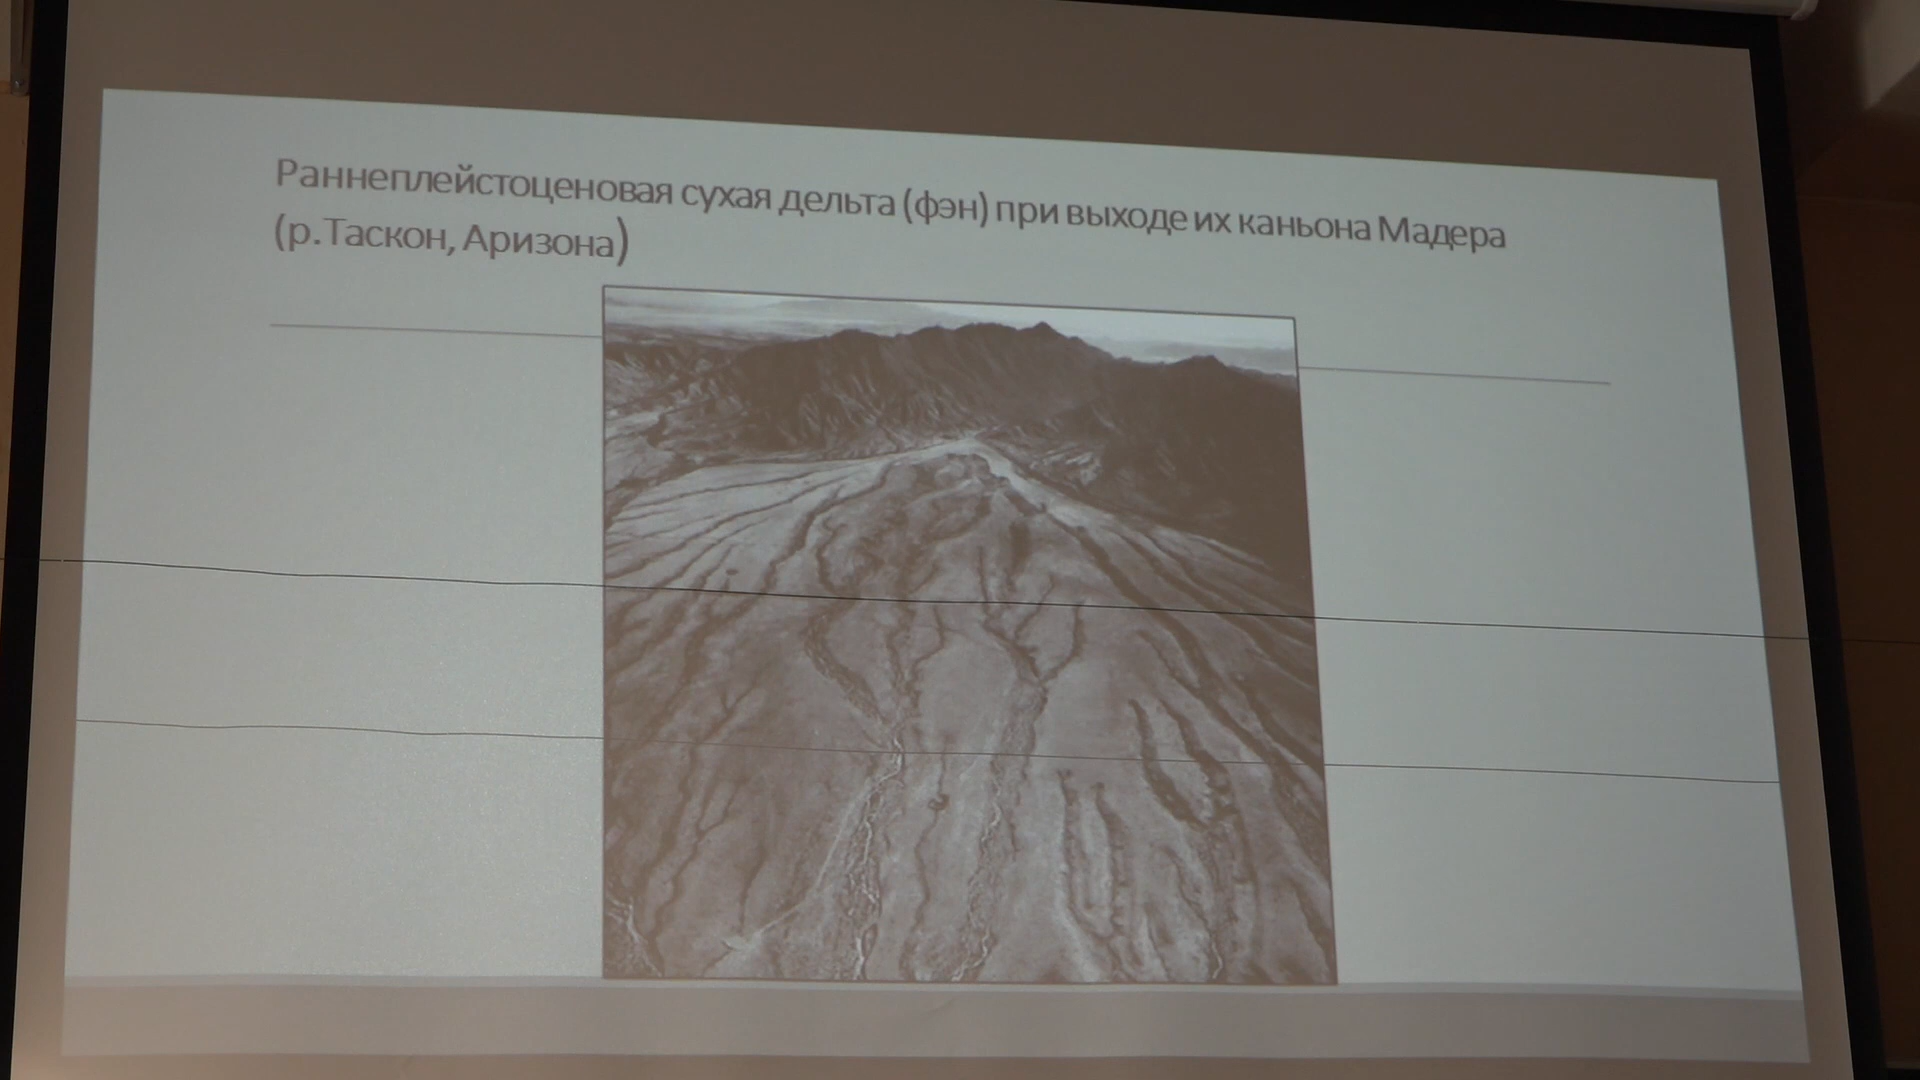 Раннеплейстоценовая сухая дельта (фэн) при выходе их каньона Мадера
(р.Таскон, Аризона)